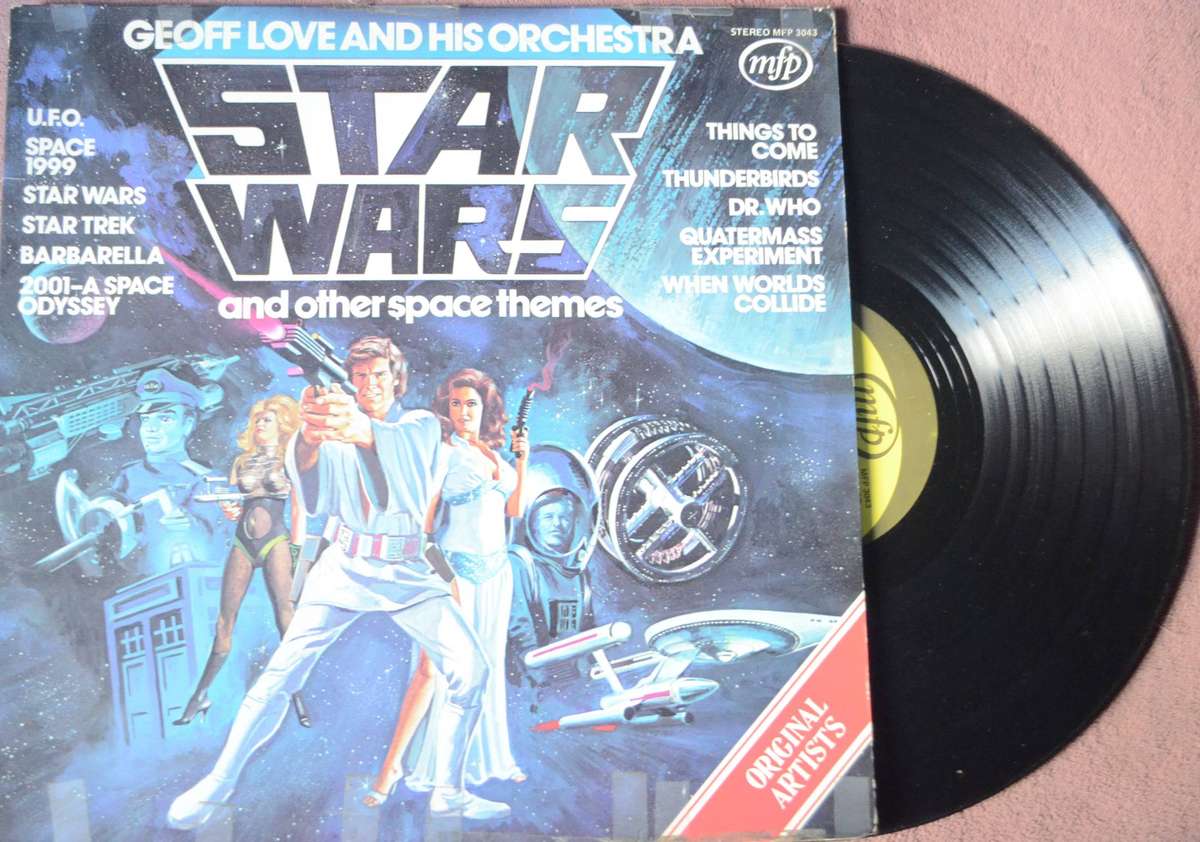 GEOFF LOVE AND HIS ORCHESTRA
STEREO MFP 3043
mfp
STAR
WARS
and other space themes
U.F.O.
SPACE
1999
STAR WARS
STAR TREK
BARBARELLA
2001-A SPACE
ODYSSEY
THINGS TO
COME
THUNDERBIRDS
DR. WHO
QUATERMASS
EXPERIMENT
WHEN WORLDS
COLLIDE
ORIGINAL
ARTISTS
mfp